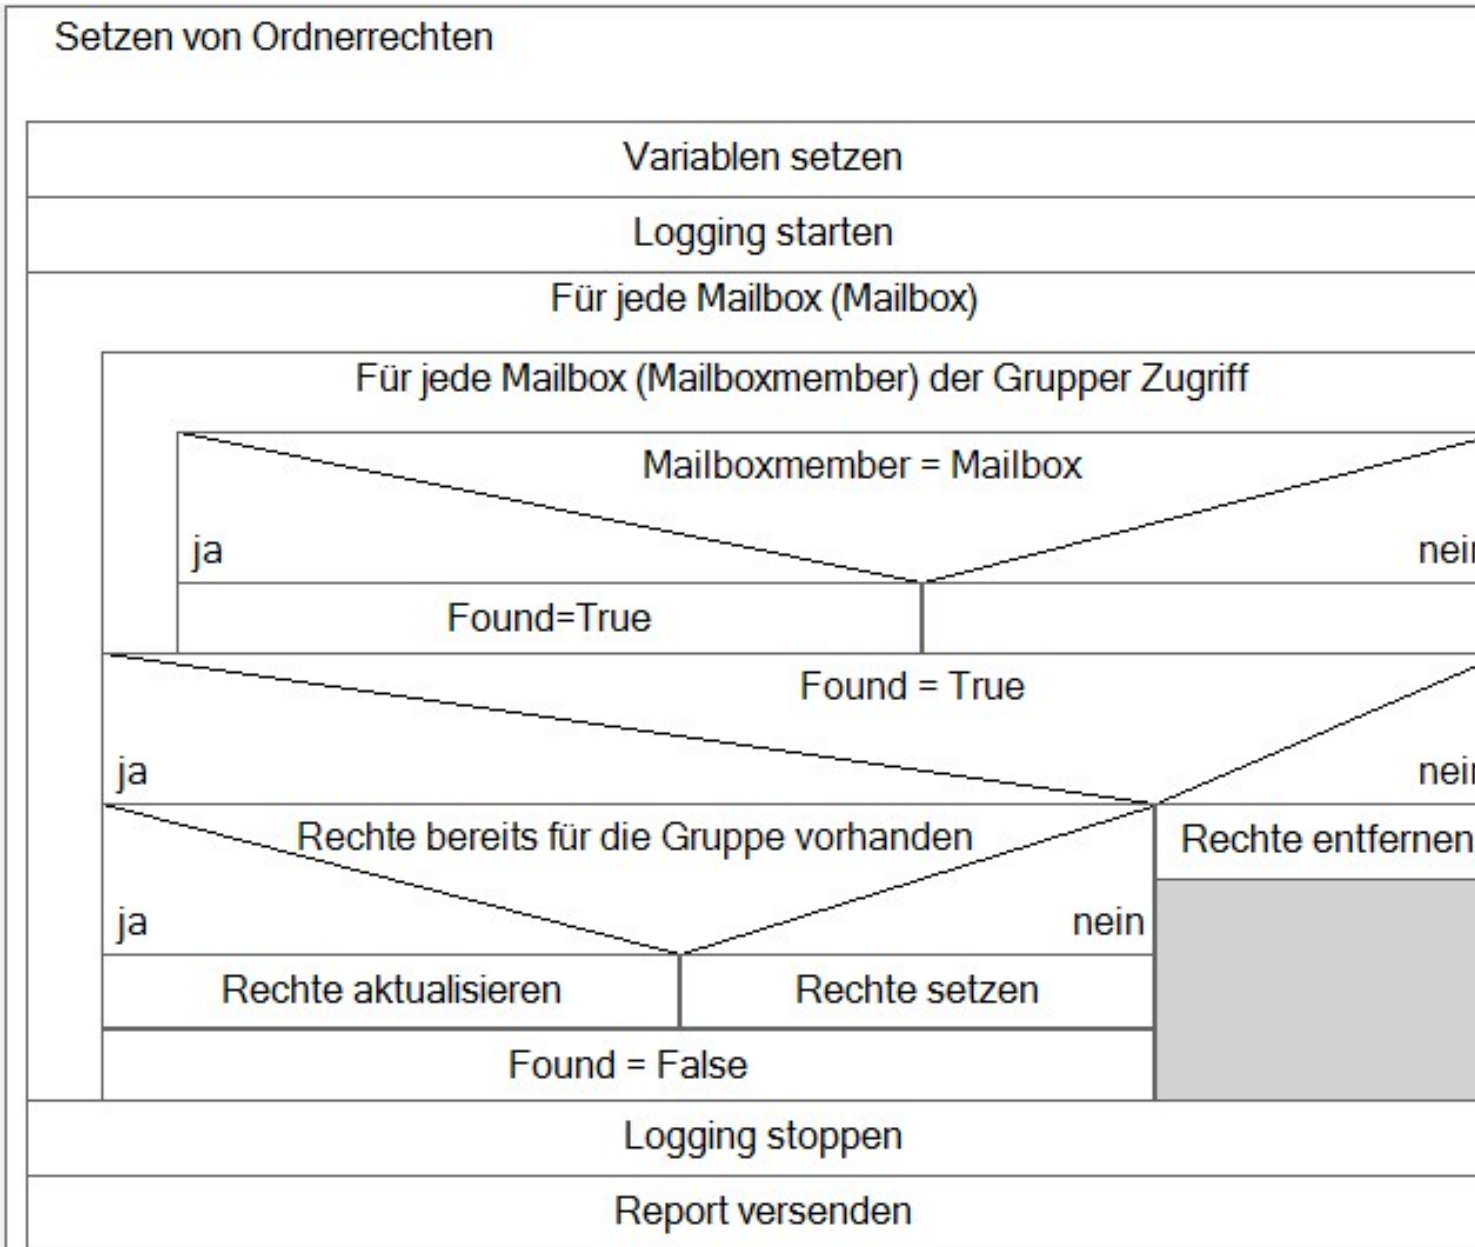 Setzen von Ordnerrechten
Variablen setzen
Logging starten
Für jede Mailbox (Mailbox)
Für jede Mailbox (Mailboxmember) der Grupper Zugriff
Mailboxmember = Mailbox
ja
nein
Found=True
Found = True
ja
nein
Rechte bereits für die Gruppe vorhanden
Rechte entfernen
ja
nein
Rechte aktualisieren
Rechte setzen
Found = False
Logging stoppen
Report versenden